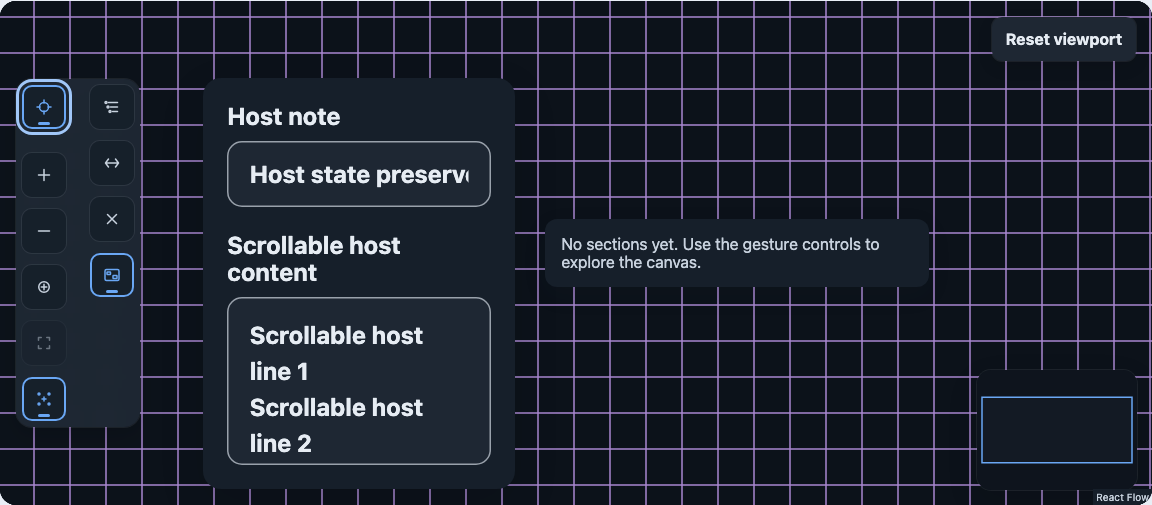 Reset viewport
Host note
Host state preserve
Scrollable host
content
Scrollable host
line 1
Scrollable host
line 2
No sections yet. Use the gesture controls to
explore the canvas.
React Flow